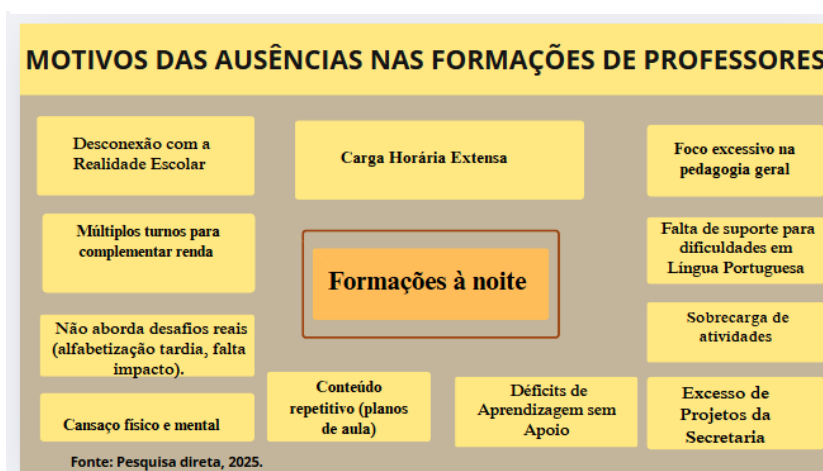 MOTIVOS DAS AUSÊNCIAS NAS FORMAÇÕES DE PROFESSORES
Desconexão com a
Realidade Escolar
Carga Horária Extensa
Foco excessivo na
pedagogia geral
Múltiplos turnos para
complementar renda
Formações à noite
Falta de suporte para
dificuldades em
Língua Portuguesa
Não aborda desafios reais
(alfabetização tardia, falta
impacto).
Sobrecarga de
atividades
Cansaço físico e mental
Conteúdo
repetitivo (planos
de aula)
Déficits de
Aprendizagem sem
Apoio
Excesso de
Projetos da
Secretaria
Fonte: Pesquisa direta, 2025.